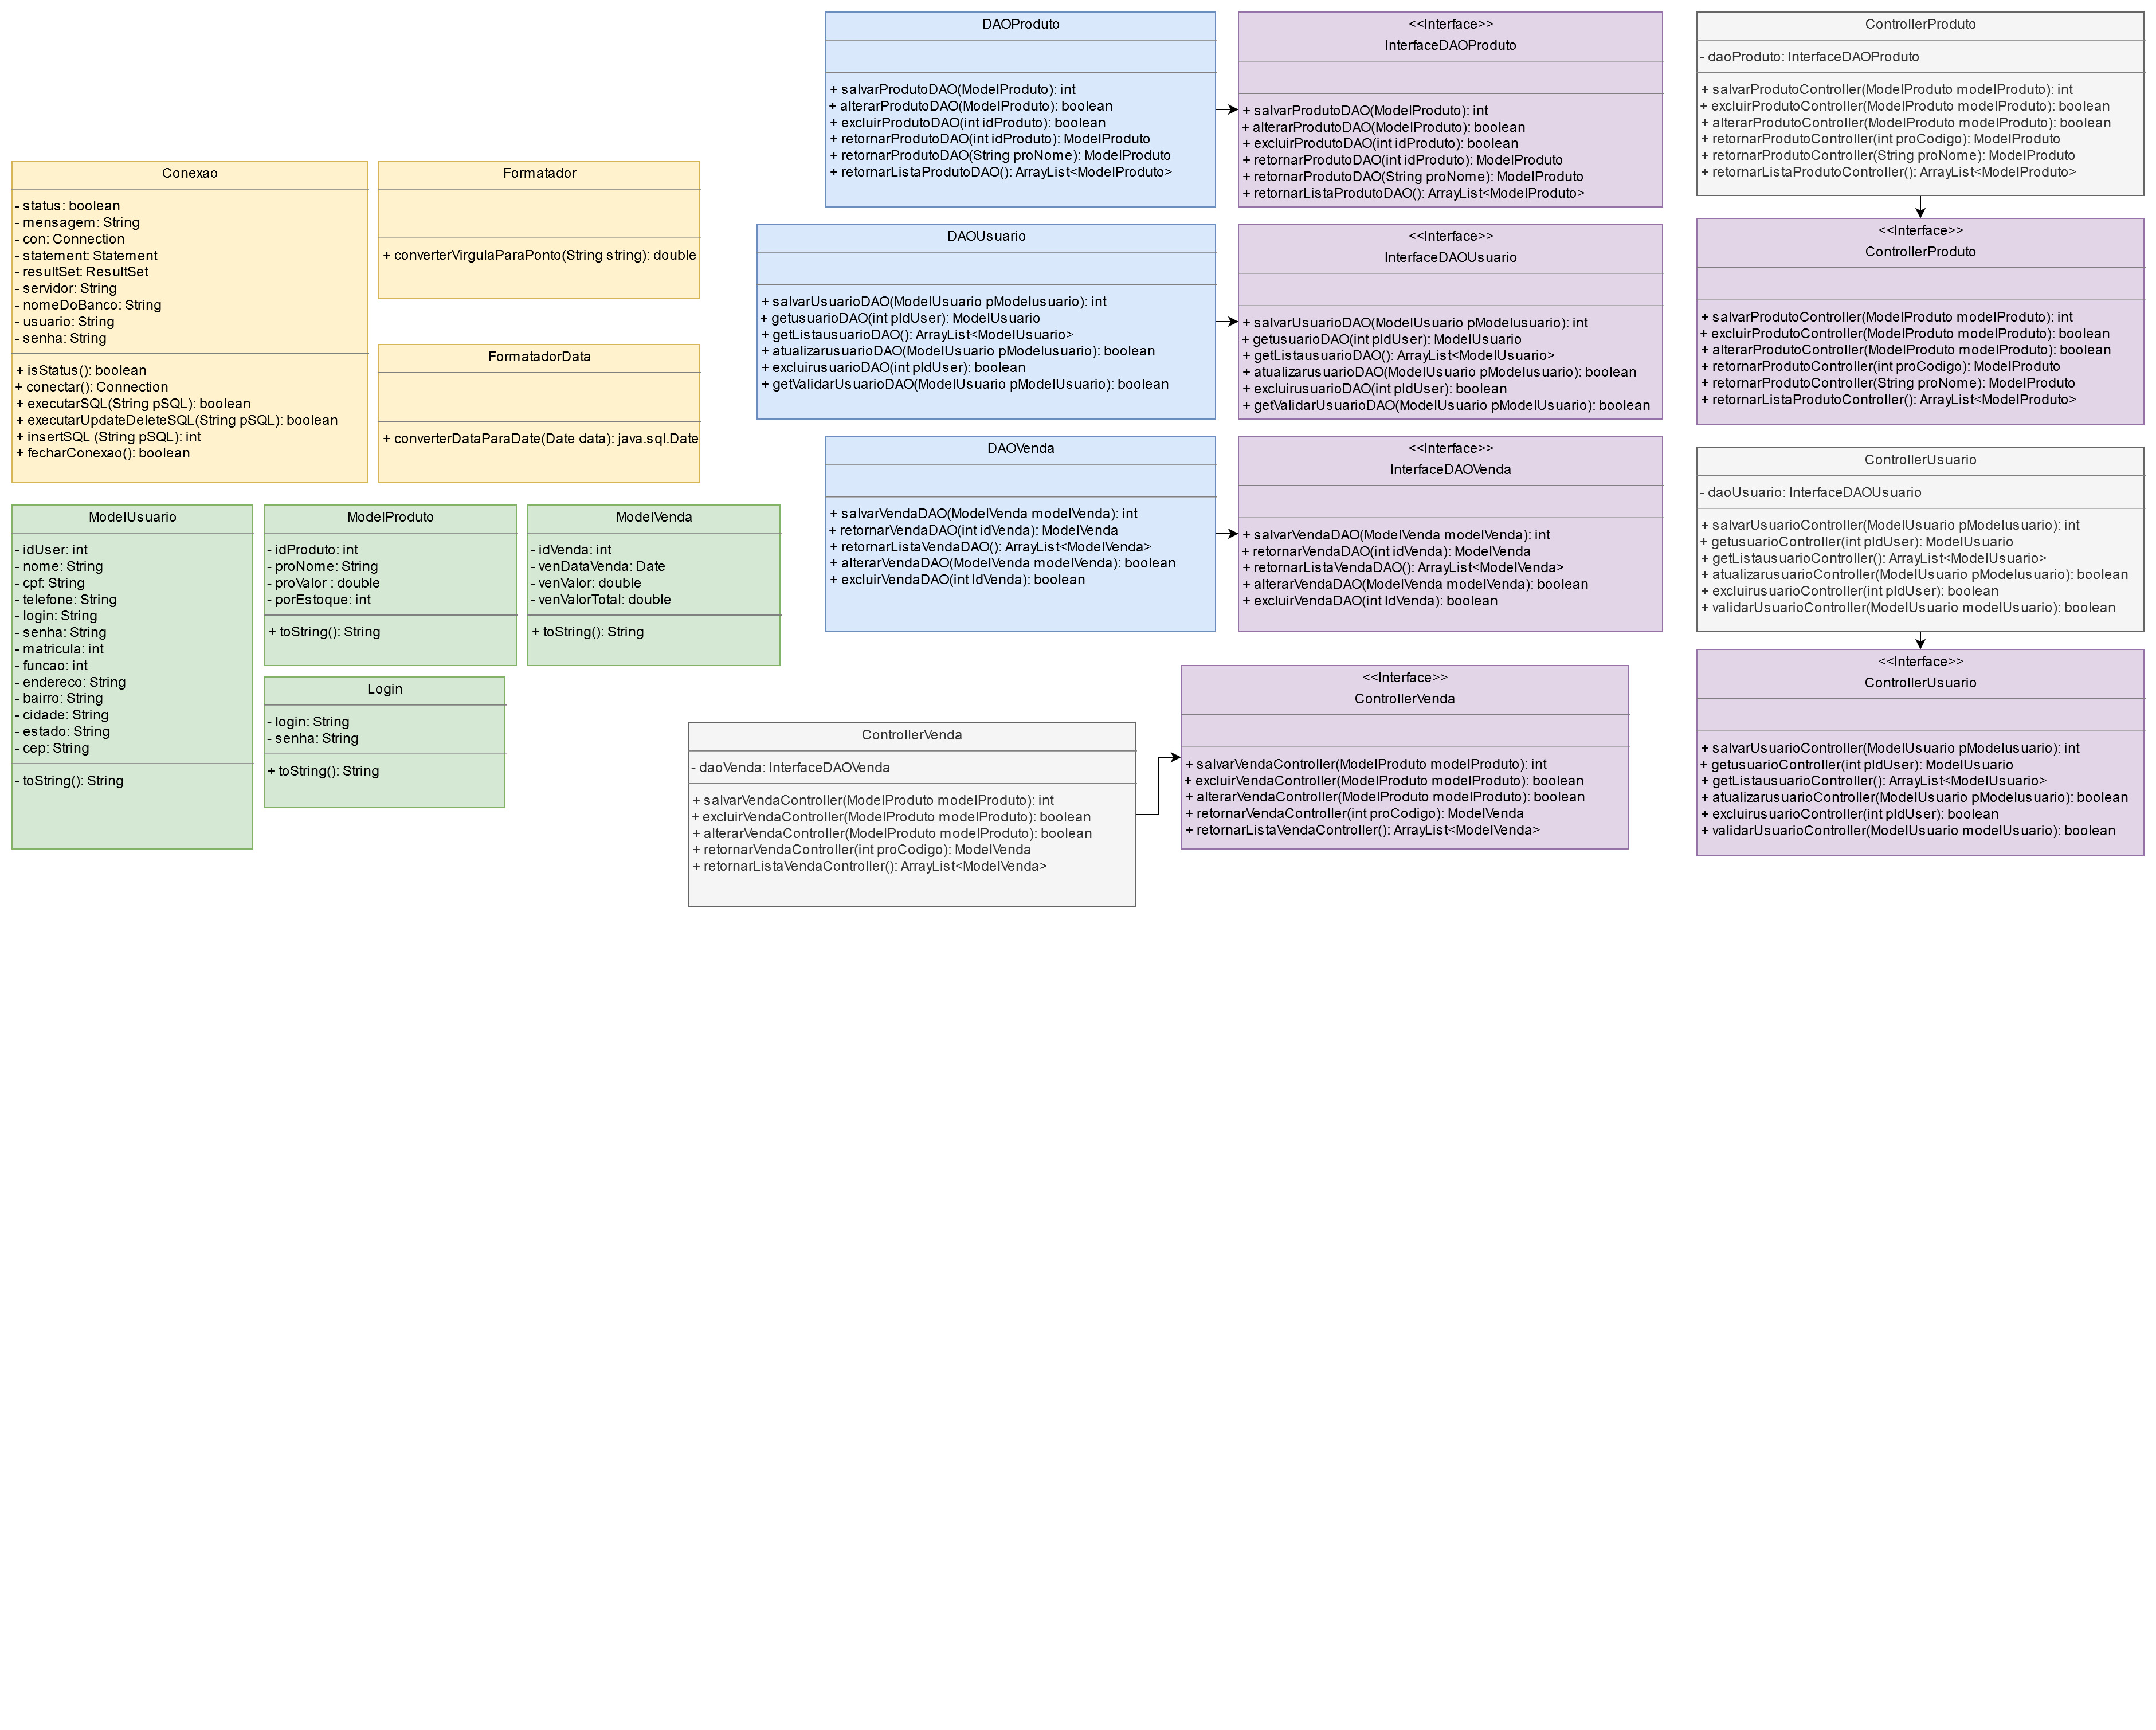 DAOProduto
+ salvarProdutoDAO(ModelProduto): int
+ alterarProdutoDAO(ModelProduto): boolean
+ excluirProdutoDAO(int idProduto): boolean
+ retornarProdutoDAO(int idProduto): ModelProduto
+ retornarProdutoDAO(String proNome): ModelProduto
+ retornarListaProdutoDAO(): ArrayList<ModelProduto>
<<Interface>>
InterfaceDAOProduto
+ salvarProdutoDAO(ModelProduto): int
+ alterarProdutoDAO(ModelProduto): boolean
+ excluirProdutoDAO(int idProduto): boolean
+ retornarProdutoDAO(int idProduto): ModelProduto
+ retornarProdutoDAO(String proNome): ModelProduto
+ retornarListaProdutoDAO(): ArrayList<ModelProduto>
ControllerProduto
- daoProduto: InterfaceDAOProduto
+ salvarProdutoController(ModelProduto modelProduto): int
+ excluirProdutoController(ModelProduto modelProduto): boolean
+ alterarProdutoController(ModelProduto modelProduto): boolean
+ retornarProdutoController(int proCodigo): ModelProduto
+ retornarProdutoController(String proNome): ModelProduto
+ retornarListaProdutoController(): ArrayList<ModelProduto>
Conexao
- status: boolean
- mensagem: String
- con: Connection
- statement: Statement
- resultSet: ResultSet
- servidor: String
- nomeDoBanco: String
- usuario: String
- senha: String
+ isStatus(): boolean
+ conectar(): Connection
+ executarSQL(String pSQL): boolean
+ executarUpdateDeleteSQL(String pSQL): boolean
+ insertSQL (String pSQL): int
+ fecharConexao(): boolean
Formatador
+ converterVirgulaParaPonto(String string): double
FormatadorData
+ converterDataParaDate(Date data): java.sql.Date
DAOUsuario
+ salvarUsuarioDAO(ModelUsuario pModelusuario): int
+ getusuarioDAO(int pIdUser): ModelUsuario
+ getListausuarioDAO(): ArrayList<ModelUsuario>
+ atualizarusuarioDAO(ModelUsuario pModelusuario): boolean
+ excluirusuarioDAO(int pIdUser): boolean
+ getValidarUsuarioDAO(ModelUsuario pModelUsuario): boolean
<<Interface>>
InterfaceDAOUsuario
+ salvarUsuarioDAO(ModelUsuario pModelusuario): int
+ getusuarioDAO(int pIdUser): ModelUsuario
+ getListausuarioDAO(): ArrayList<ModelUsuario>
+ atualizarusuarioDAO(ModelUsuario pModelusuario): boolean
+ excluirusuarioDAO(int pIdUser): boolean
+ getValidarUsuarioDAO(ModelUsuario pModelUsuario): boolean
<<Interface>>
ControllerProduto
+ salvarProdutoController(ModelProduto modelProduto): int
+ excluirProdutoController(ModelProduto modelProduto): boolean
+ alterarProdutoController(ModelProduto modelProduto): boolean
+ retornarProdutoController(int proCodigo): ModelProduto
+ retornarProdutoController(String proNome): ModelProduto
+ retornarListaProdutoController(): ArrayList<ModelProduto>
DAOVenda
+ salvarVendaDAO(ModelVenda modelVenda): int
+ retornarVendaDAO(int idVenda): ModelVenda
+ retornarListaVendaDAO(): ArrayList<ModelVenda>
+ alterarVendaDAO(ModelVenda modelVenda): boolean
+ excluirVendaDAO(int IdVenda): boolean
<<Interface>>
InterfaceDAOVenda
+ salvarVendaDAO(ModelVenda modelVenda): int
+ retornarVendaDAO(int idVenda): ModelVenda
+ retornarListaVendaDAO(): ArrayList<ModelVenda>
+ alterarVendaDAO(ModelVenda modelVenda): boolean
+ excluirVendaDAO(int IdVenda): boolean
ControllerUsuario
- daoUsuario: InterfaceDAOUsuario
+ salvarUsuarioController(ModelUsuario pModelusuario): int
+ getusuarioController(int pIdUser): ModelUsuario
+ getListausuarioController(): ArrayList<ModelUsuario>
+ atualizarusuarioController(ModelUsuario pModelusuario): boolean
+ excluirusuarioController(int pIdUser): boolean
+ validarUsuarioController(ModelUsuario modelUsuario): boolean
ModelUsuario
- idUser: int
- nome: String
- cpf: String
- telefone: String
- login: String
- senha: String
- matricula: int
- funcao: int
- endereco: String
- bairro: String
- cidade: String
- estado: String
- cep: String
- toString(): String
ModelProduto
- idProduto: int
- proNome: String
- proValor : double
- porEstoque: int
+ toString(): String
ModelVenda
- idVenda: int
- venDataVenda: Date
- venValor: double
- venValorTotal: double
+ toString(): String
Login
- login: String
- senha: String
+ toString(): String
ControllerVenda
- daoVenda: InterfaceDAOVenda
+ salvarVendaController(ModelProduto modelProduto): int
+ excluirVendaController(ModelProduto modelProduto): boolean
+ alterarVendaController(ModelProduto modelProduto): boolean
+ retornarVendaController(int proCodigo): ModelVenda
+ retornarListaVendaController(): ArrayList<ModelVenda>
<<Interface>>
ControllerVenda
+ salvarVendaController(ModelProduto modelProduto): int
+ excluirVendaController(ModelProduto modelProduto): boolean
+ alterarVendaController(ModelProduto modelProduto): boolean
+ retornarVendaController(int proCodigo): ModelVenda
+ retornarListaVendaController(): ArrayList<ModelVenda>
<<Interface>>
ControllerUsuario
+ salvarUsuarioController(ModelUsuario pModelusuario): int
+ getusuarioController(int pIdUser): ModelUsuario
+ getListausuarioController(): ArrayList<ModelUsuario>
+ atualizarusuarioController(ModelUsuario pModelusuario): boolean
+ excluirusuarioController(int pIdUser): boolean
+ validarUsuarioController(ModelUsuario modelUsuario): boolean